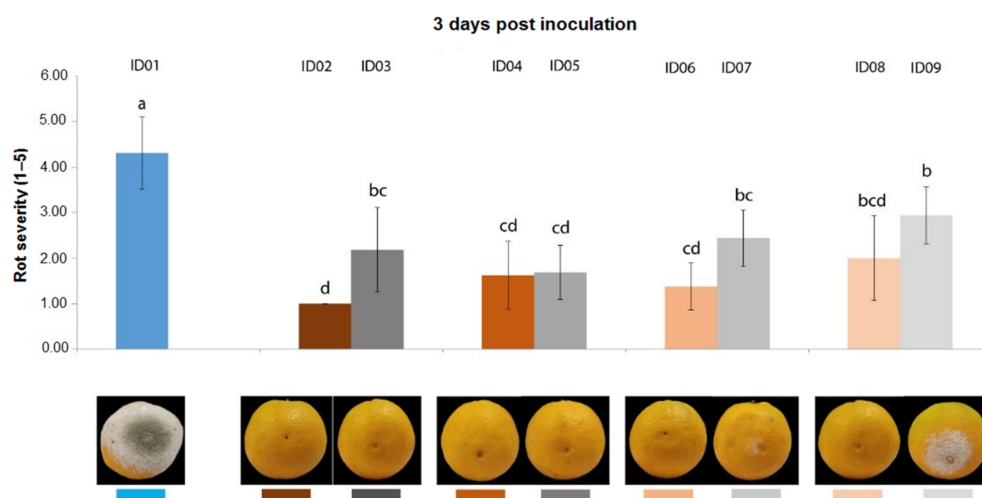 3 days post inoculation
ID01 ID02 ID03 ID04 ID05 ID06 ID07 ID08 ID09
Rot severity (1–5)
6.00
5.00
4.00
3.00
2.00
1.00
0.00
a d bc cd cd cd bc bcd b